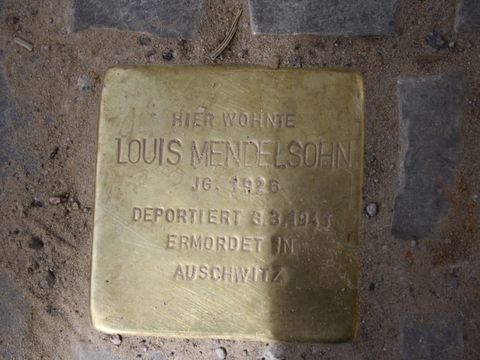 HIER WOHNTE
LOUIS MENDELSOHN
JG. 1926
DEPORTIERT 3.3.1943
ERMORDET IN
AUSCHWITZ